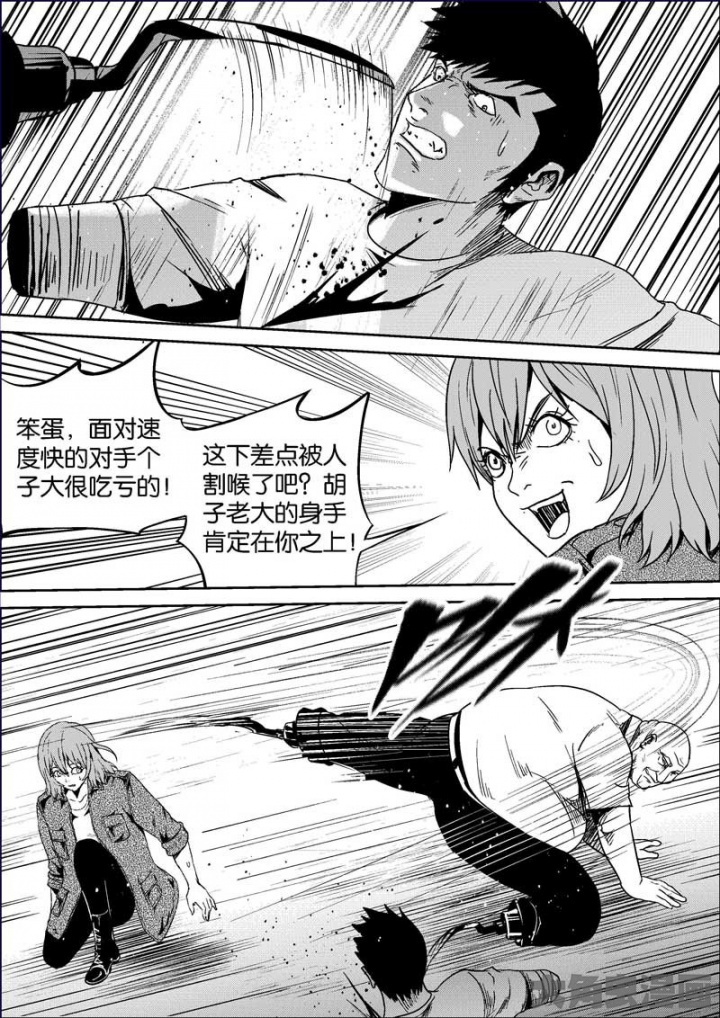 笨蛋，面对速
度快的对手个
子大很吃亏的！
这下差点被人
割喉了吧？胡
子老大的身手
肯定在你之上！